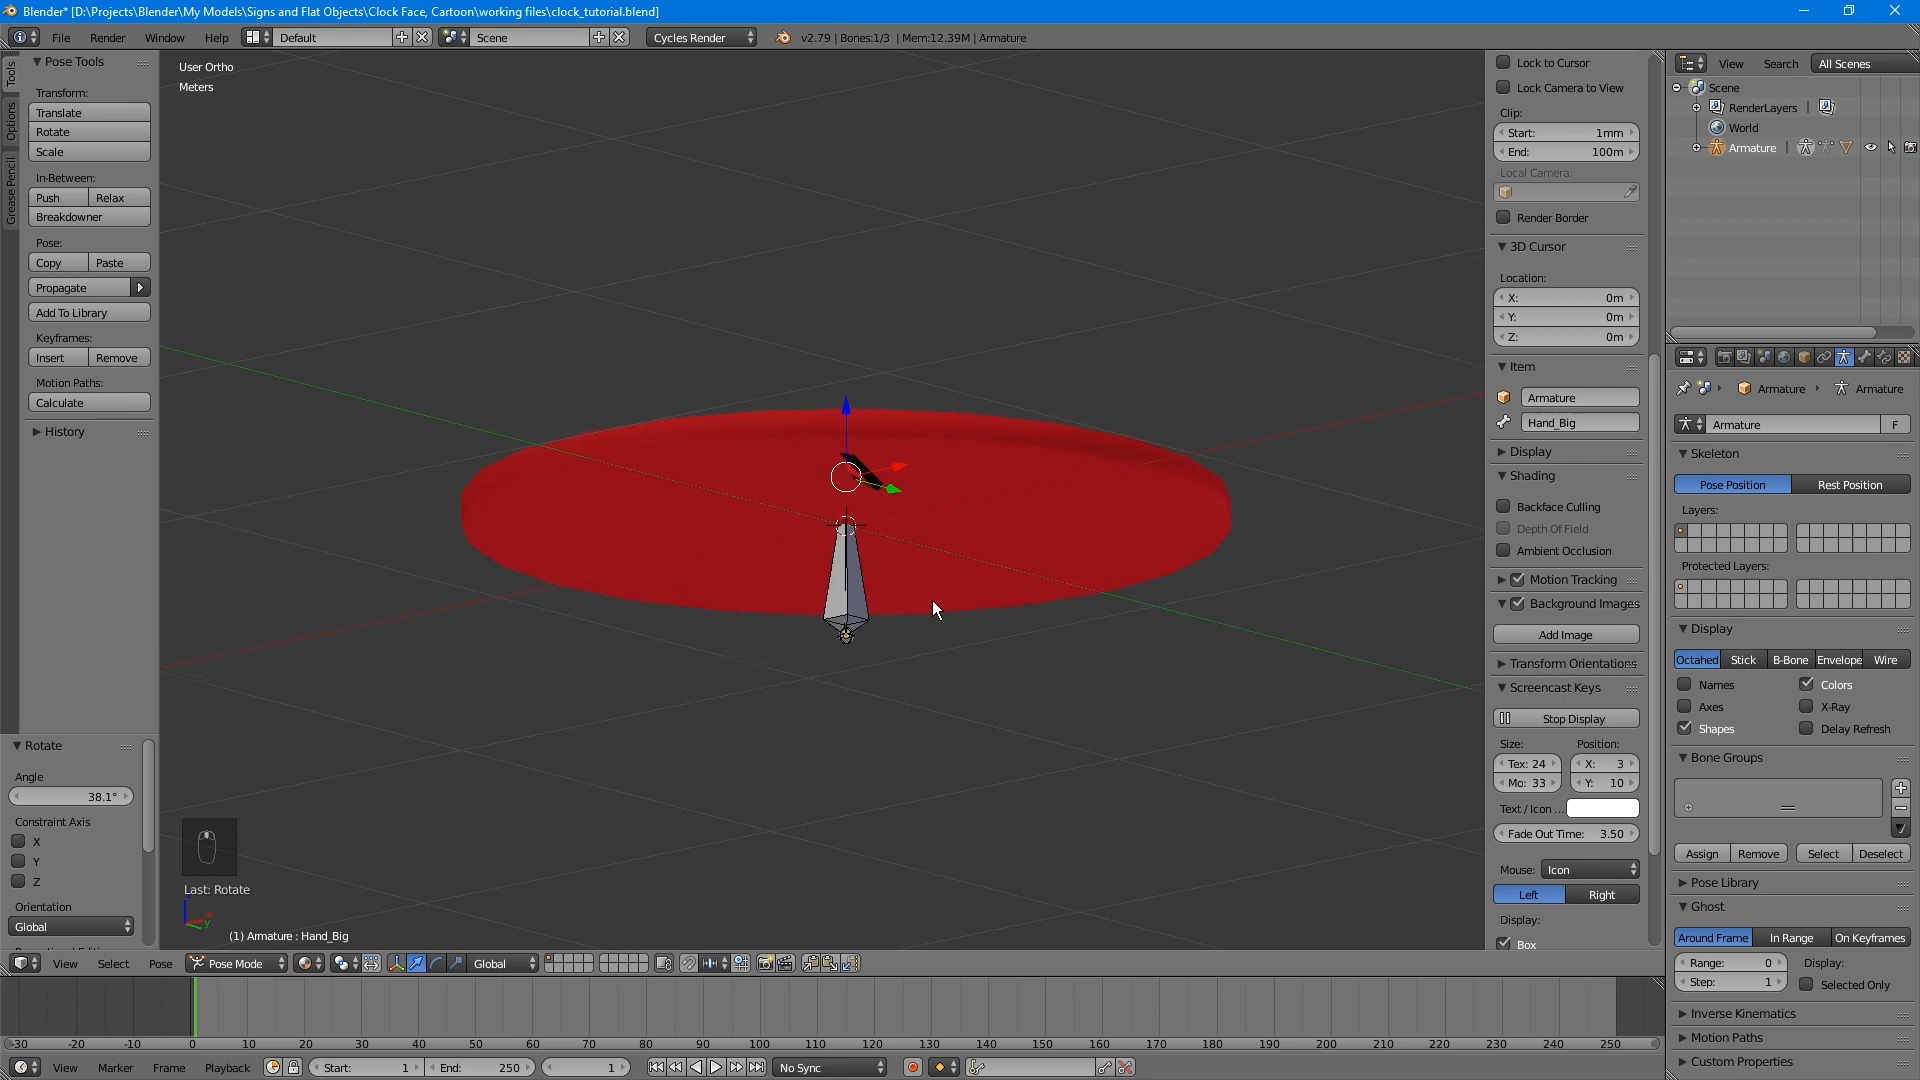 Blender* [D:\Projects\Blender\My Models\Signs and Flat Objects\Clock Face, Cartoon\working files\clock_tutorial.blend]
File Render Window Help Default Scene Cycles Render v2.79 | Bones:1/3 | Mem:12.39M | Armature
Tools
Options
Grease Pencil
Pose Tools
Transform:
Translate
Rotate
Scale
In-Between:
Push Relax
Breakdowner
Pose:
Copy Paste
Propagate
Add To Library
Keyframes:
Insert Remove
Motion Paths:
Calculate
History
Rotate
Angle
38.1°
Constraint Axis
X
Y
Z
Orientation
Global
User Ortho
Meters
Last: Rotate
(1) Armature : Hand_Big
Lock to Cursor
Lock Camera to View
Clip:
Start: 1mm
End: 100m
Local Camera:
Render Border
3D Cursor
Location:
X: 0m
Y: 0m
Z: 0m
Item
Armature
Hand_Big
Display
Shading
Backface Culling
Depth Of Field
Ambient Occlusion
Motion Tracking
Background Images
Add Image
Transform Orientations
Screencast Keys
Stop Display
Size: Position:
Tex: 24 X: 3
Mo: 33 Y: 10
Text / Icon ...
Fade Out Time: 3.50
Mouse: Icon
Left Right
Display:
Box
View Search All Scenes
Scene
RenderLayers
World
Armature
Armature Armature
Armature F
Skeleton
Pose Position Rest Position
Layers:
Protected Layers:
Display
Octahed Stick B-Bone Envelope Wire
Names Colors
Axes X-Ray
Shapes Delay Refresh
Bone Groups
Assign Remove Select Deselect
Pose Library
Ghost
Around Frame In Range On Keyframes
Range: 0 Display:
Step: 1 Selected Only
Inverse Kinematics
Motion Paths
Custom Properties
View Select Pose Pose Mode Global
-30 -20 -10 0 10 20 30 40 50 60 70 80 90 100 110 120 130 140 150 160 170 180 190 200 210 220 230 240 250
View Marker Frame Playback Start: 1 End: 250 1 No Sync